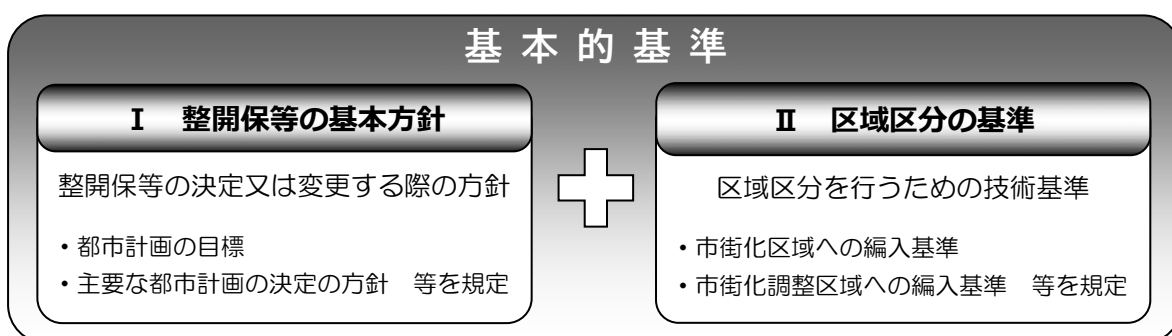 基本的基準
Ⅰ 整開保等の基本方針
整開保等の決定又は変更する際の方針
・都市計画の目標
・主要な都市計画の決定の方針 等を規定
Ⅱ 区域区分の基準
区域区分を行うための技術基準
・市街化区域への編入基準
・市街化調整区域への編入基準 等を規定